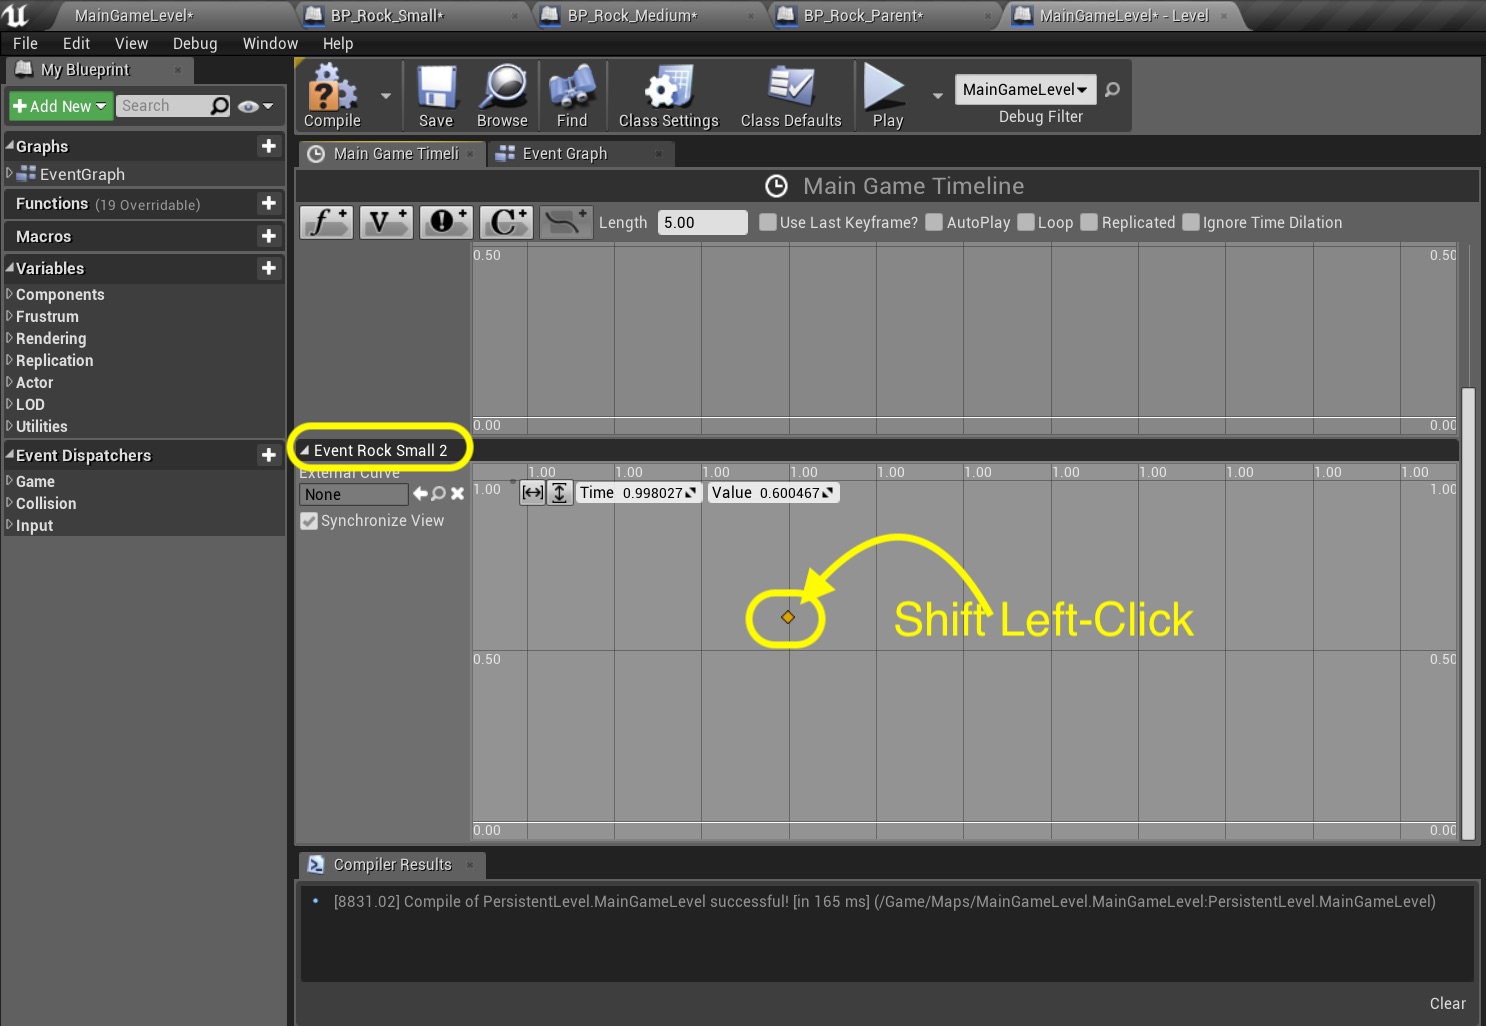 MainGameLevel*
BP_Rock_Small*
BP_Rock_Medium*
BP_Rock_Parent*
MainGameLevel* - Level
File Edit View Debug Window Help
My Blueprint
Add New
Search
Graphs
EventGraph
Functions (19 Overridable)
Macros
Variables
Components
Frustrum
Rendering
Replication
Actor
LOD
Utilities
Event Dispatchers
Game
Collision
Input
Compile
Save
Browse
Find
Class Settings
Class Defaults
Play
MainGameLevel
Debug Filter
Main Game Timeli
Event Graph
Main Game Timeline
f+ V+ !+ C+
Length 5.00 Use Last Keyframe? AutoPlay Loop Replicated Ignore Time Dilation
0.50 0.50
0.00 0.00
Event Rock Small 2
External Curve
None
Synchronize View
1.00 1.00 1.00 1.00 1.00 1.00 1.00 1.00 1.00 1.00 1.00
1.00 1.00
Time 0.998027 Value 0.600467
Shift Left-Click
0.50 0.50
0.00 0.00
Compiler Results
[8831.02] Compile of PersistentLevel.MainGameLevel successful! [in 165 ms] (/Game/Maps/MainGameLevel.MainGameLevel:PersistentLevel.MainGameLevel)
Clear